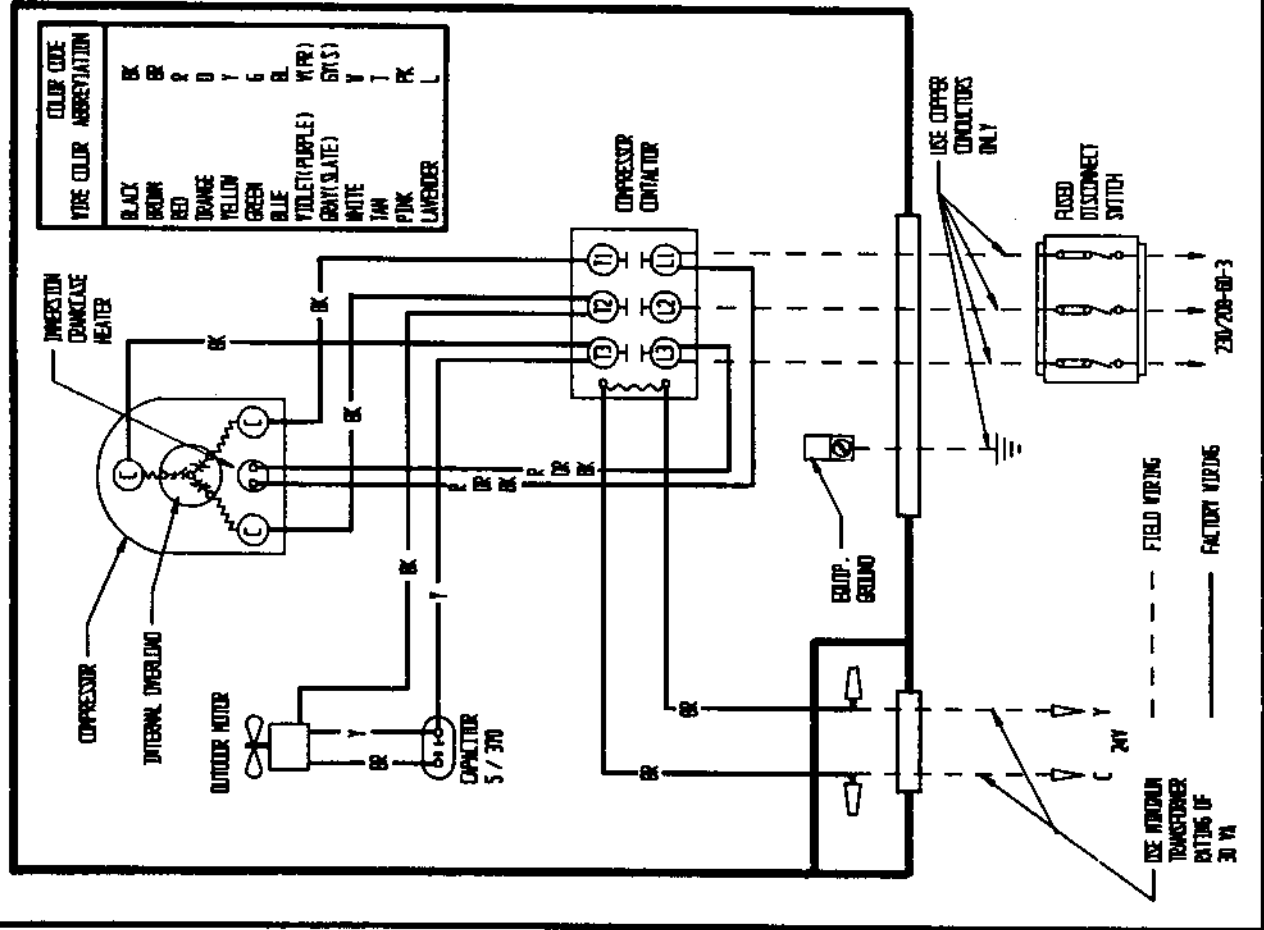 WIRE COLOR
COLOR CODE
ABBREVIATION
BLACK BK
BROWN BR
RED R
ORANGE O
YELLOW Y
GREEN G
BLUE BL
VIOLET(PURPLE) V(PR)
GRAY(SLATE) GY(S)
WHITE W
TAN T
PINK PK
LAVENDER L
IMMERSION
CRANKCASE
HEATER
COMPRESSOR
INTERNAL OVERLOAD
C
C
C
BK
BK
BK
R OR BK
R OR BK
OUTDOOR MOTOR
BK
Y
BR
Y
CAPACITOR
5 / 370
COMPRESSOR
CONTACTOR
T1
T2
T3
L1
L2
L3
BR
BR
EQUIP.
GROUND
USE COPPER
CONDUCTORS
ONLY
FUSED
DISCONNECT
SWITCH
230/208-60-3
C
24V
Y
USE MINIMUM
TRANSFORMER
RATING OF
30 VA
FIELD WIRING
FACTORY WIRING